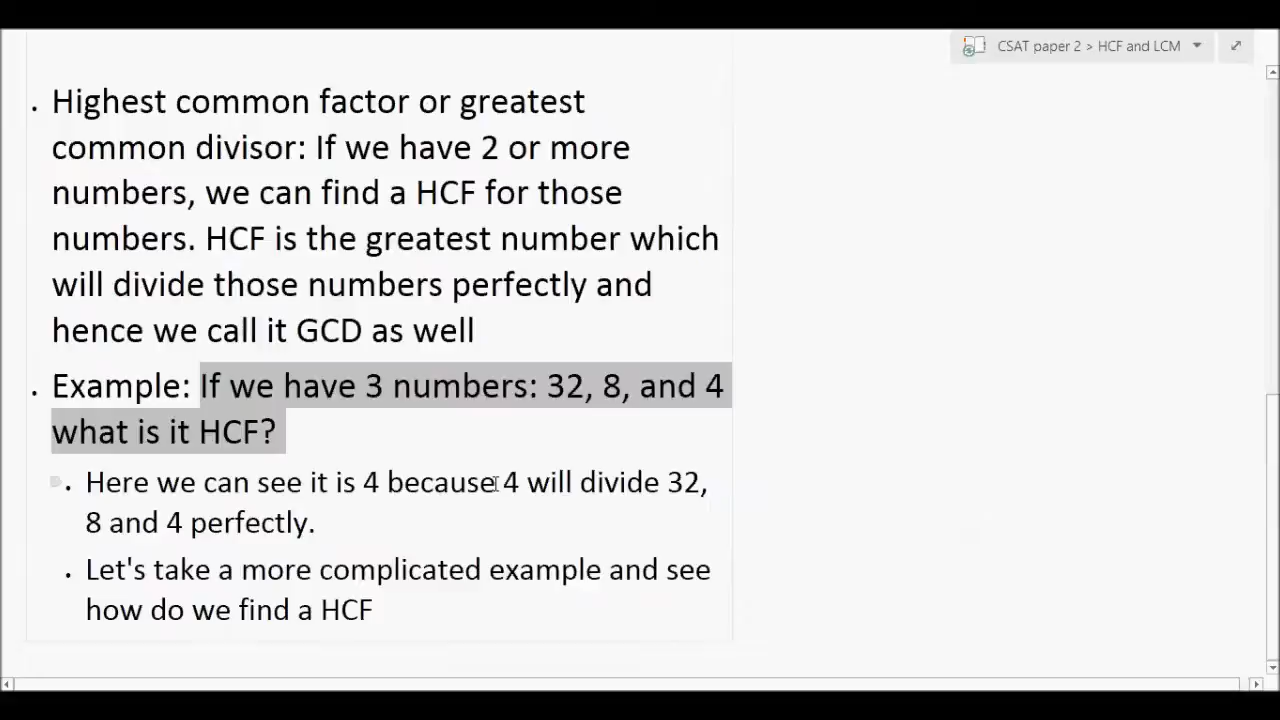 CSAT paper 2 > HCF and LCM
Highest common factor or greatest
common divisor: If we have 2 or more
numbers, we can find a HCF for those
numbers. HCF is the greatest number which
will divide those numbers perfectly and
hence we call it GCD as well
Example: If we have 3 numbers: 32, 8, and 4
what is it HCF?
Here we can see it is 4 because 4 will divide 32,
8 and 4 perfectly.
Let's take a more complicated example and see
how do we find a HCF